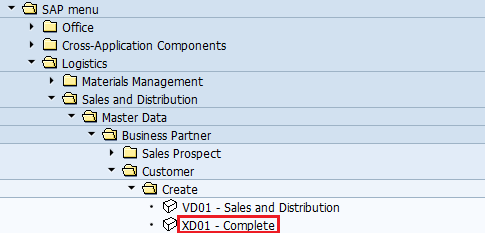 SAP menu
Office
Cross-Application Components
Logistics
Materials Management
Sales and Distribution
Master Data
Business Partner
Sales Prospect
Customer
Create
VD01 - Sales and Distribution
XD01 - Complete